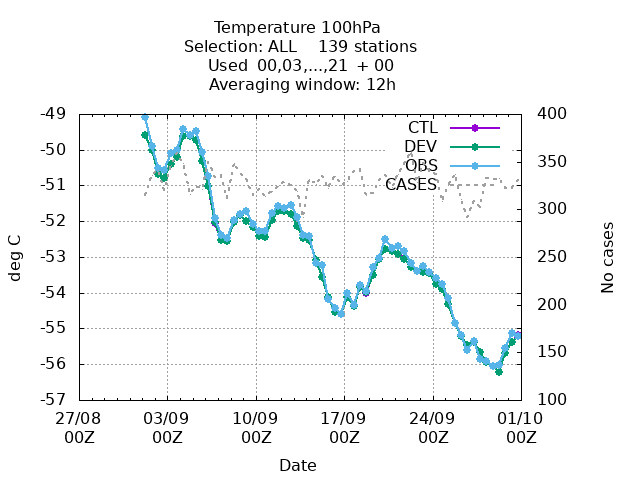 Temperature 100hPa
Selection: ALL    139 stations
Used  00,03,...,21  + 00
Averaging window: 12h
-49
-50
-51
-52
-53
-54
-55
-56
-57
400
350
300
250
200
150
100
CTL
DEV
OBS
CASES
deg C
No cases
27/08 03/09 10/09 17/09 24/09 01/10
00Z 00Z 00Z 00Z 00Z 00Z
Date